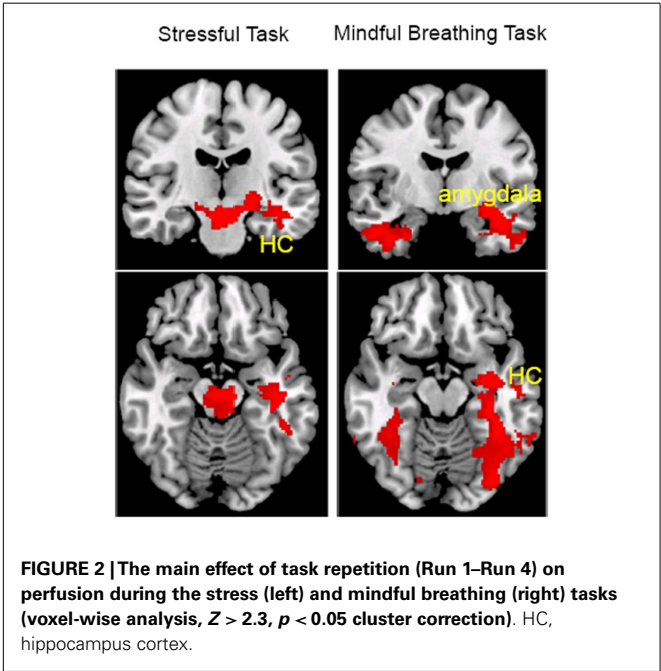 Stressful Task
Mindful Breathing Task
HC
amygdala
HC
FIGURE 2 | The main effect of task repetition (Run 1–Run 4) on
perfusion during the stress (left) and mindful breathing (right) tasks
(voxel-wise analysis, Z > 2.3, p < 0.05 cluster correction). HC,
hippocampus cortex.